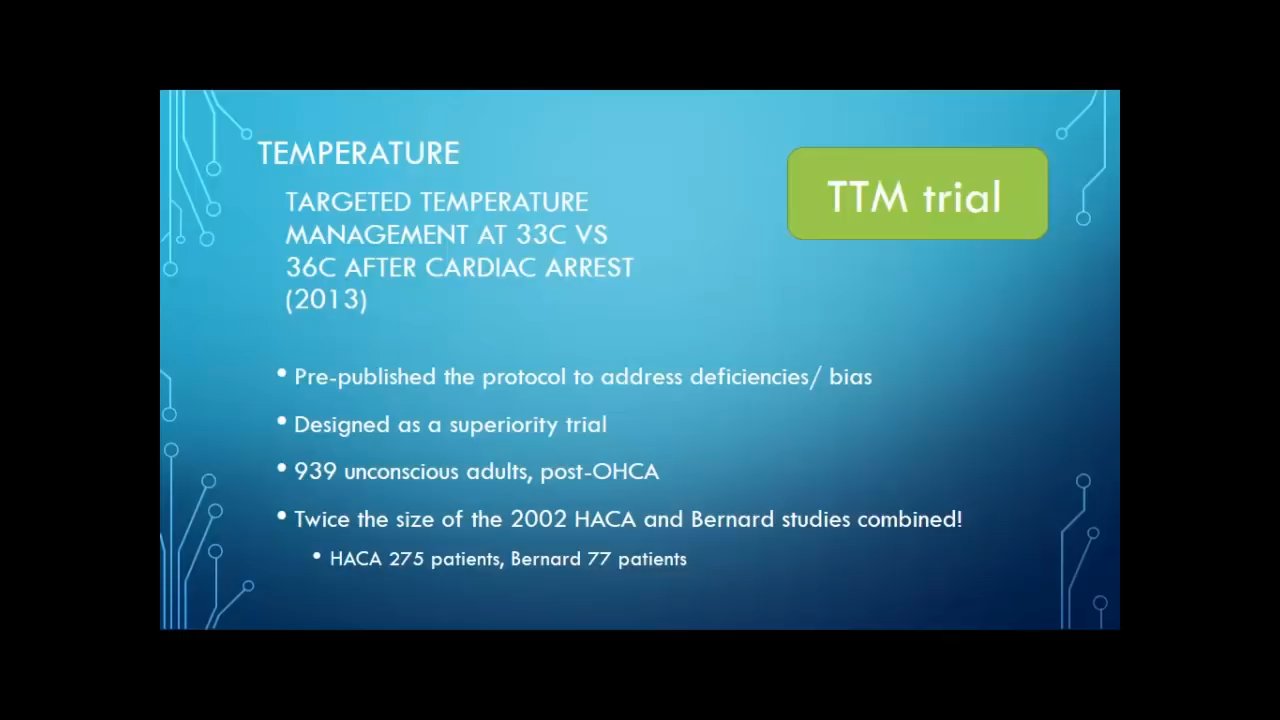 TEMPERATURE
TTM trial
TARGETED TEMPERATURE
MANAGEMENT AT 33C VS
36C AFTER CARDIAC ARREST
(2013)
• Pre-published the protocol to address deficiencies/ bias
• Designed as a superiority trial
• 939 unconscious adults, post-OHCA
• Twice the size of the 2002 HACA and Bernard studies combined!
• HACA 275 patients, Bernard 77 patients